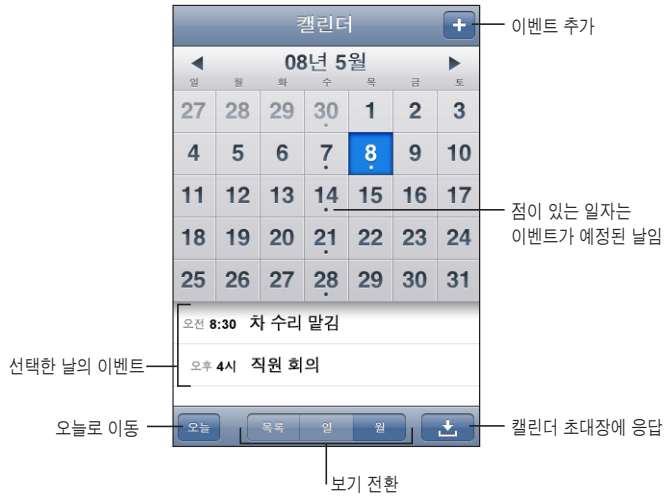 캘린더
+
이벤트 추가
08년 5월
일 월 화 수 목 금 토
27 28 29 30 1 2 3
4 5 6 7 8 9 10
11 12 13 14 15 16 17
점이 있는 일자는
이벤트가 예정된 날임
18 19 20 21 22 23 24
25 26 27 28 29 30 31
오전 8:30 차 수리 맡김
선택한 날의 이벤트
오후 4시 직원 회의
오늘로 이동
오늘
목록 일 월
캘린더 초대장에 응답
보기 전환